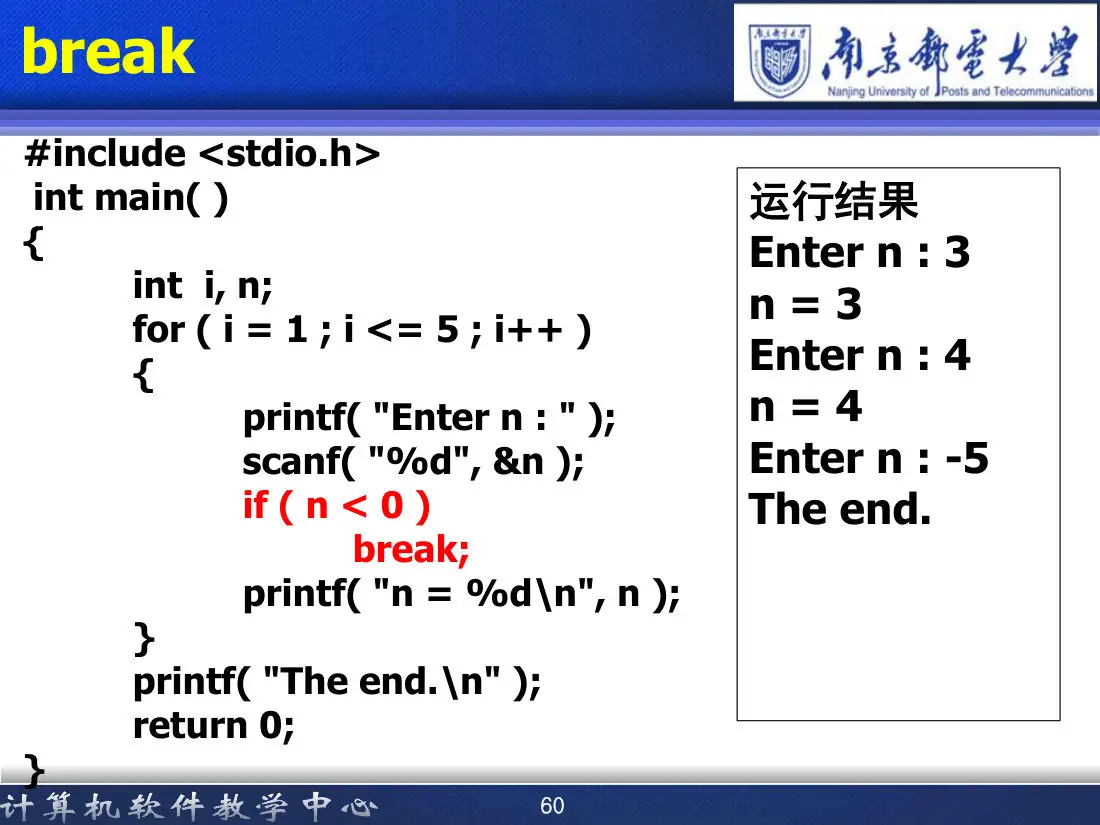 break
南京邮电大学
Nanjing University of Posts and Telecommunications
#include <stdio.h>
int main( )
{
int  i, n;
for ( i = 1 ; i <= 5 ; i++ )
{
printf( "Enter n : " );
scanf( "%d", &n );
if ( n < 0 )
break;
printf( "n = %d\n", n );
}
printf( "The end.\n" );
return 0;
}
运行结果
Enter n : 3
n = 3
Enter n : 4
n = 4
Enter n : -5
The end.
计算机软件教学中心
60